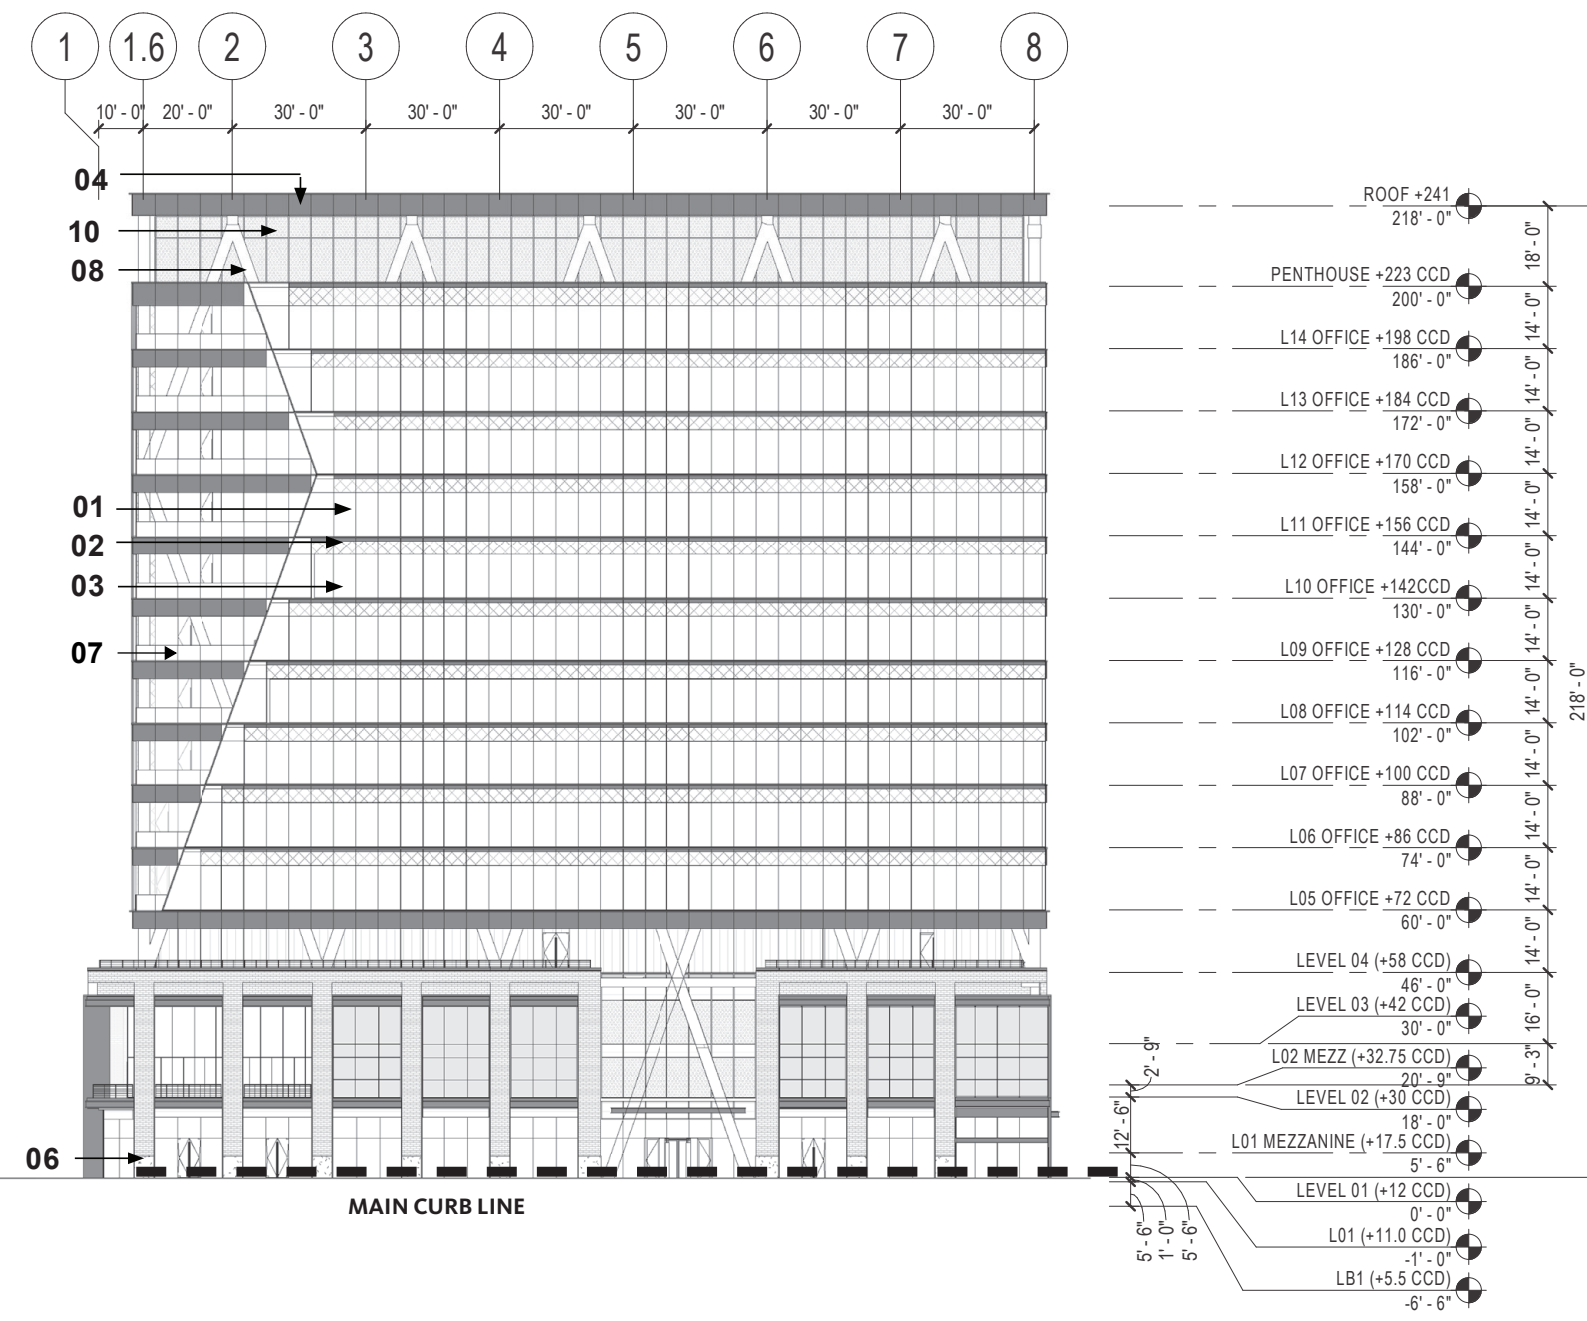 1 1.6 2 3 4 5 6 7 8
10' - 0" 20' - 0" 30' - 0" 30' - 0" 30' - 0" 30' - 0" 30' - 0" 30' - 0"
04
10
08
01
02
03
07
06
MAIN CURB LINE
ROOF +241
218' - 0"
18' - 0"
PENTHOUSE +223 CCD
200' - 0"
14' - 0"
L14 OFFICE +198 CCD
186' - 0"
14' - 0"
L13 OFFICE +184 CCD
172' - 0"
14' - 0"
L12 OFFICE +170 CCD
158' - 0"
14' - 0"
L11 OFFICE +156 CCD
144' - 0"
14' - 0"
L10 OFFICE +142CCD
130' - 0"
14' - 0"
L09 OFFICE +128 CCD
116' - 0"
14' - 0"
L08 OFFICE +114 CCD
102' - 0"
14' - 0"
L07 OFFICE +100 CCD
88' - 0"
14' - 0"
L06 OFFICE +86 CCD
74' - 0"
14' - 0"
L05 OFFICE +72 CCD
60' - 0"
14' - 0"
LEVEL 04 (+58 CCD)
46' - 0"
16' - 0"
LEVEL 03 (+42 CCD)
30' - 0"
9' - 3"
L02 MEZZ (+32.75 CCD)
20' - 9"
2' - 9"
LEVEL 02 (+30 CCD)
18' - 0"
12' - 6"
L01 MEZZANINE (+17.5 CCD)
5' - 6"
LEVEL 01 (+12 CCD)
0' - 0"
L01 (+11.0 CCD)
-1' - 0"
LB1 (+5.5 CCD)
-6' - 6"
5' - 6"
1' - 0"
5' - 6"
218' - 0"